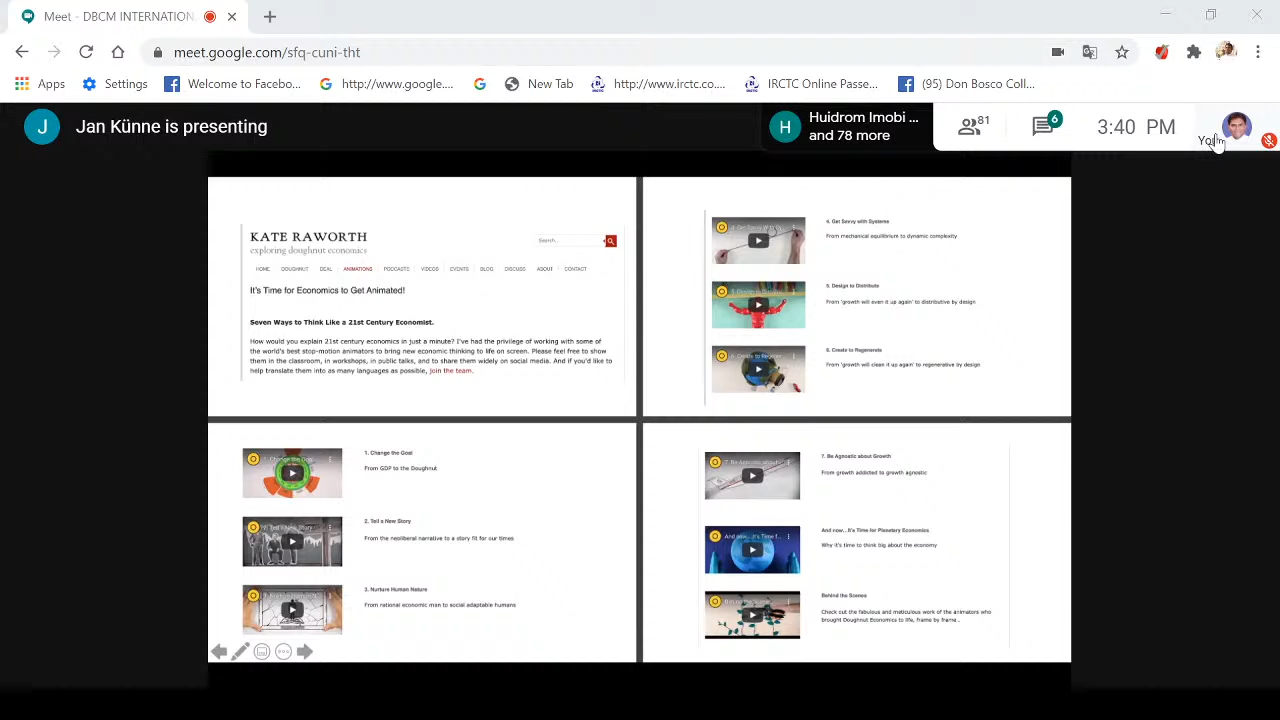 Meet - DBCM INTERNATION
meet.google.com/sfq-cuni-tht
Apps Settings Welcome to Facebo... http://www.google.... New Tab http://www.irctc.co... IRCTC Online Passe... (95) Don Bosco Coll...
J Jan Künne is presenting
H Huidrom Imobi ...
and 78 more
81 6 3:40 PM You
KATE RAWORTH
exploring doughnut economics
Search...
HOME DOUGHNUT DEAL ANIMATIONS PODCASTS VIDEOS EVENTS BLOG DISCUSS ABOUT CONTACT
It's Time for Economics to Get Animated!
Seven Ways to Think Like a 21st Century Economist.
How would you explain 21st century economics in just a minute? I've had the privilege of working with some of
the world's best stop-motion animators to bring new economic thinking to life on screen. Please feel free to show
them in the classroom, in workshops, in public talks, and to share them widely on social media. And if you'd like to
help translate them into as many languages as possible, join the team.
4. Get Savvy with Systems
From mechanical equilibrium to dynamic complexity
5. Design to Distribute
From 'growth will even it up again' to distributive by design
6. Create to Regenerate
From 'growth will clean it up again' to regenerative by design
1. Change the Goal
From GDP to the Doughnut
2. Tell a New Story
From the neoliberal narrative to a story fit for our times
3. Nurture Human Nature
From rational economic man to social adaptable humans
7. Be Agnostic about Growth
From growth addicted to growth agnostic
And now...It's Time for Planetary Economics
Why it's time to think big about the economy
Behind the Scenes
Check out the fabulous and meticulous work of the animators who
brought Doughnut Economics to life, frame by frame...